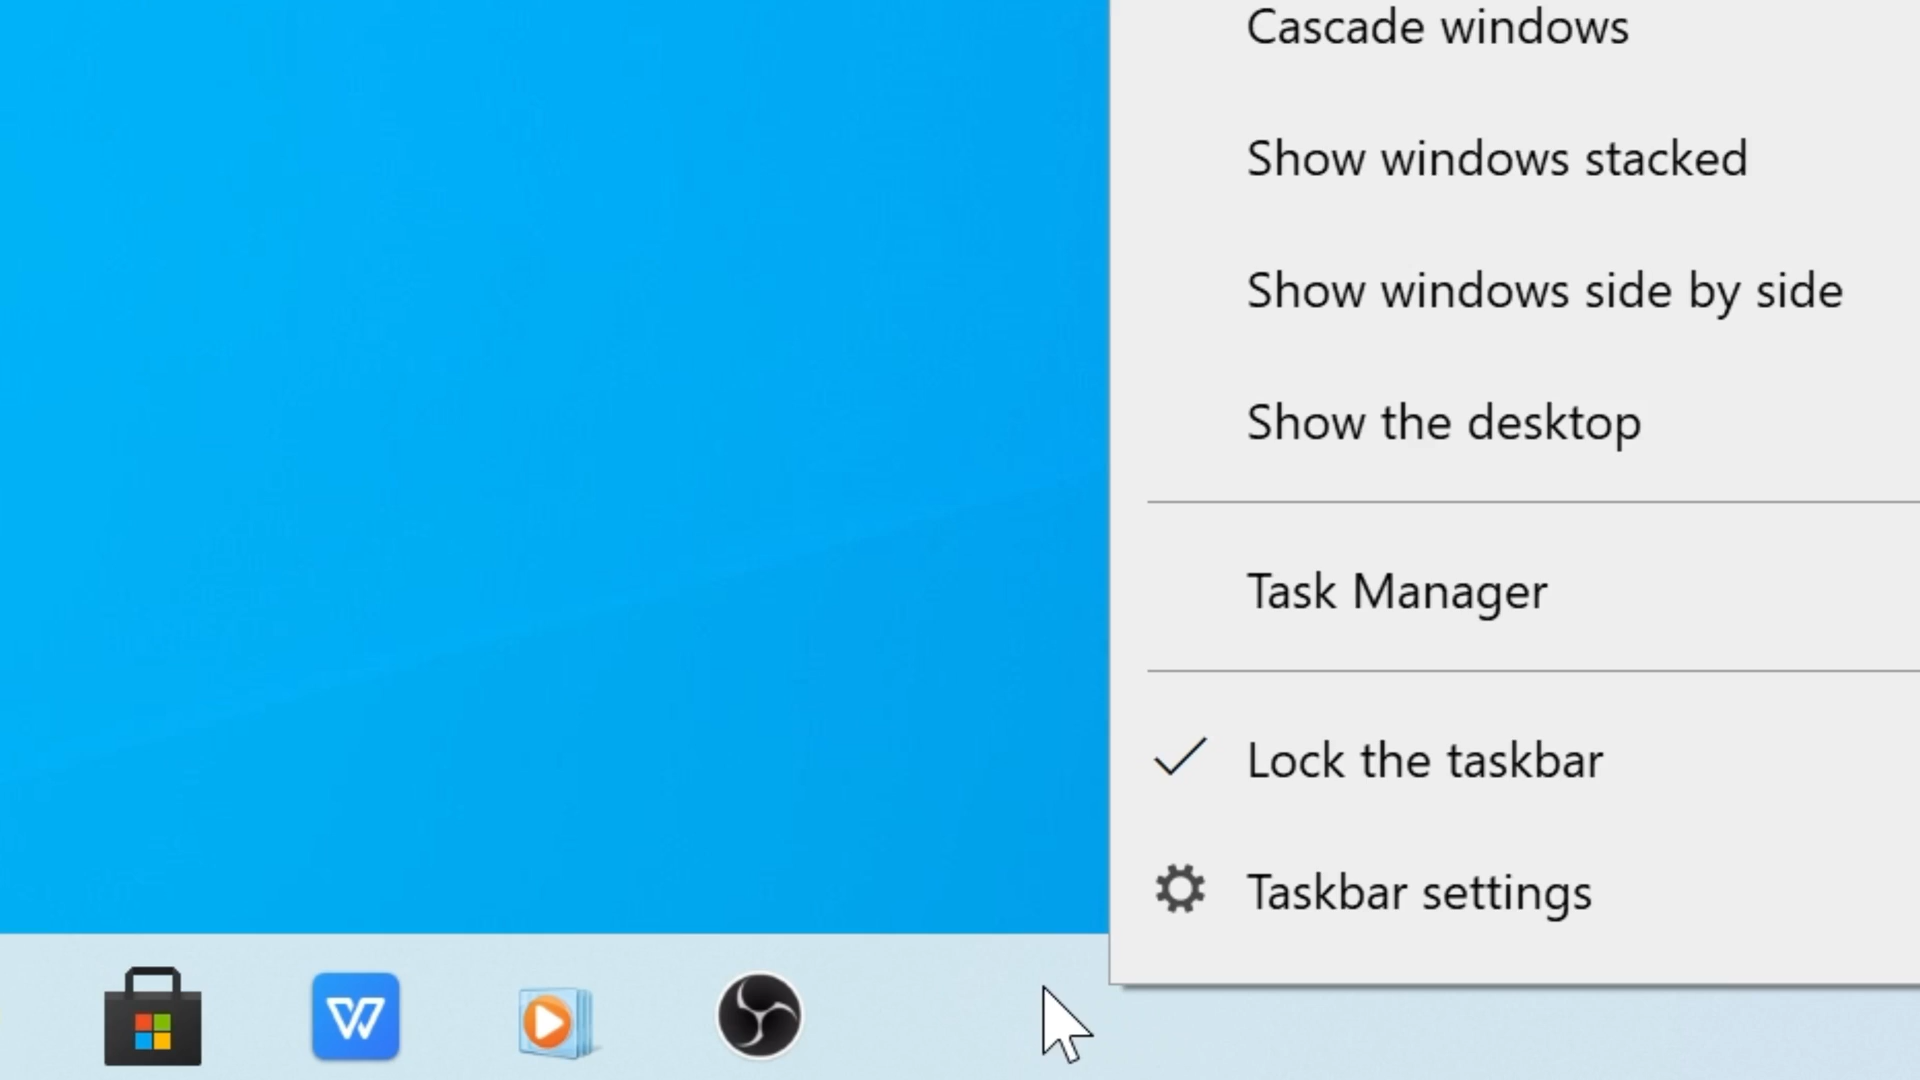 Cascade windows
Show windows stacked
Show windows side by side
Show the desktop
Task Manager
Lock the taskbar
Taskbar settings